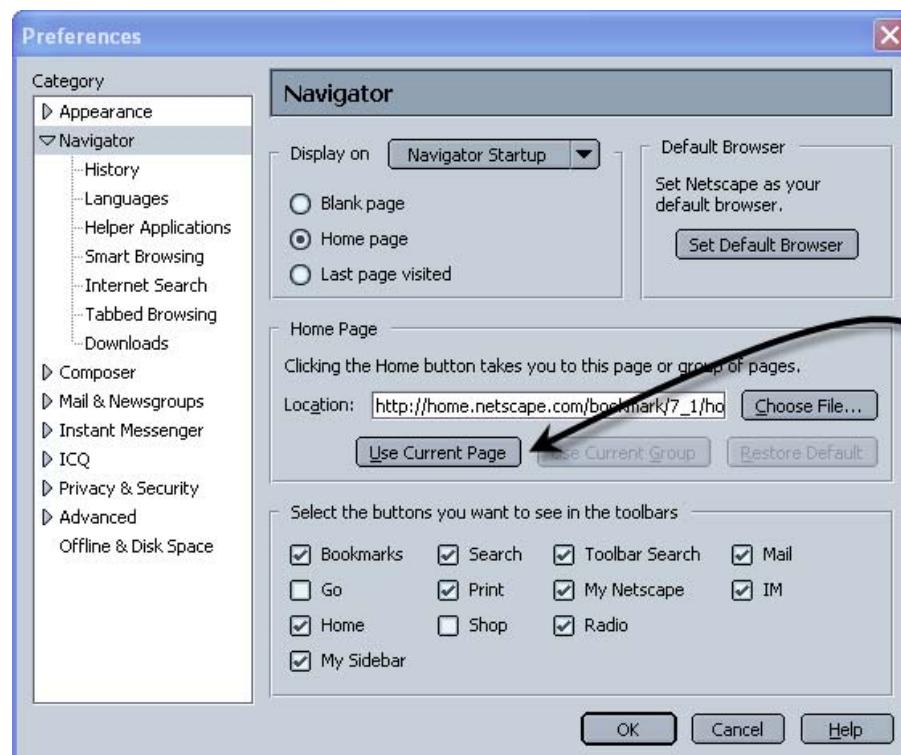 Preferences
Category
Appearance
Navigator
History
Languages
Helper Applications
Smart Browsing
Internet Search
Tabbed Browsing
Downloads
Composer
Mail & Newsgroups
Instant Messenger
ICQ
Privacy & Security
Advanced
Offline & Disk Space
Navigator
Display on Navigator Startup
Blank page
Home page
Last page visited
Default Browser
Set Netscape as your
default browser.
Set Default Browser
Home Page
Clicking the Home button takes you to this page or group of pages.
Location: http://home.netscape.com/bookmark/7_1/ho Choose File...
Use Current Page Use Current Group Restore Default
Select the buttons you want to see in the toolbars
Bookmarks Search Toolbar Search Mail
Go Print My Netscape IM
Home Shop Radio
My Sidebar
OK Cancel Help